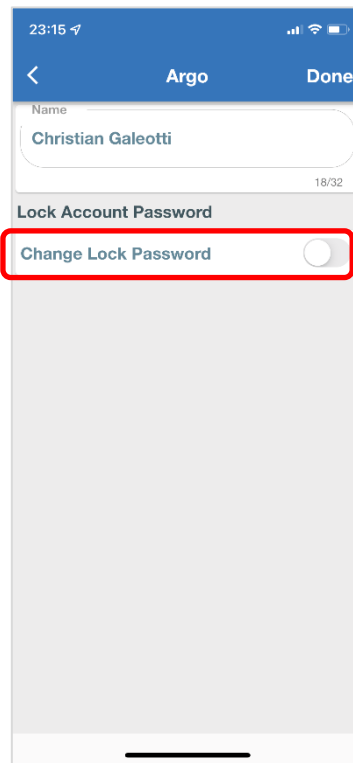 23:15
Argo
Done
Name
Christian Galeotti
18/32
Lock Account Password
Change Lock Password